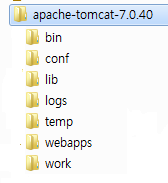 apache-tomcat-7.0.40
bin
conf
lib
logs
temp
webapps
work